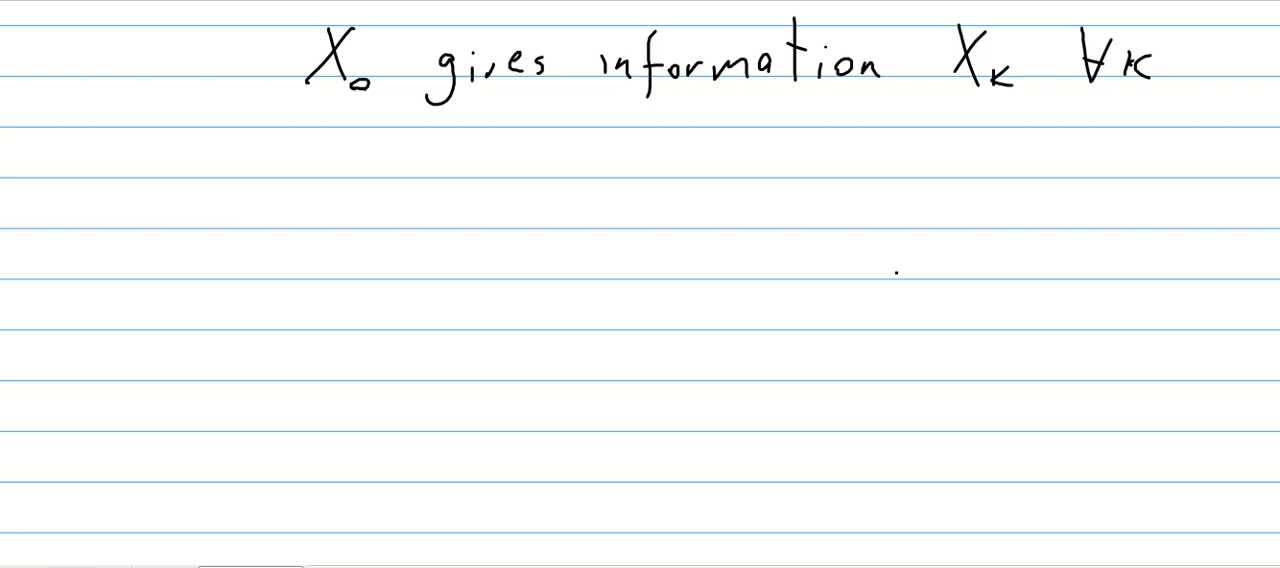 X₀ gives information Xₖ ∀k